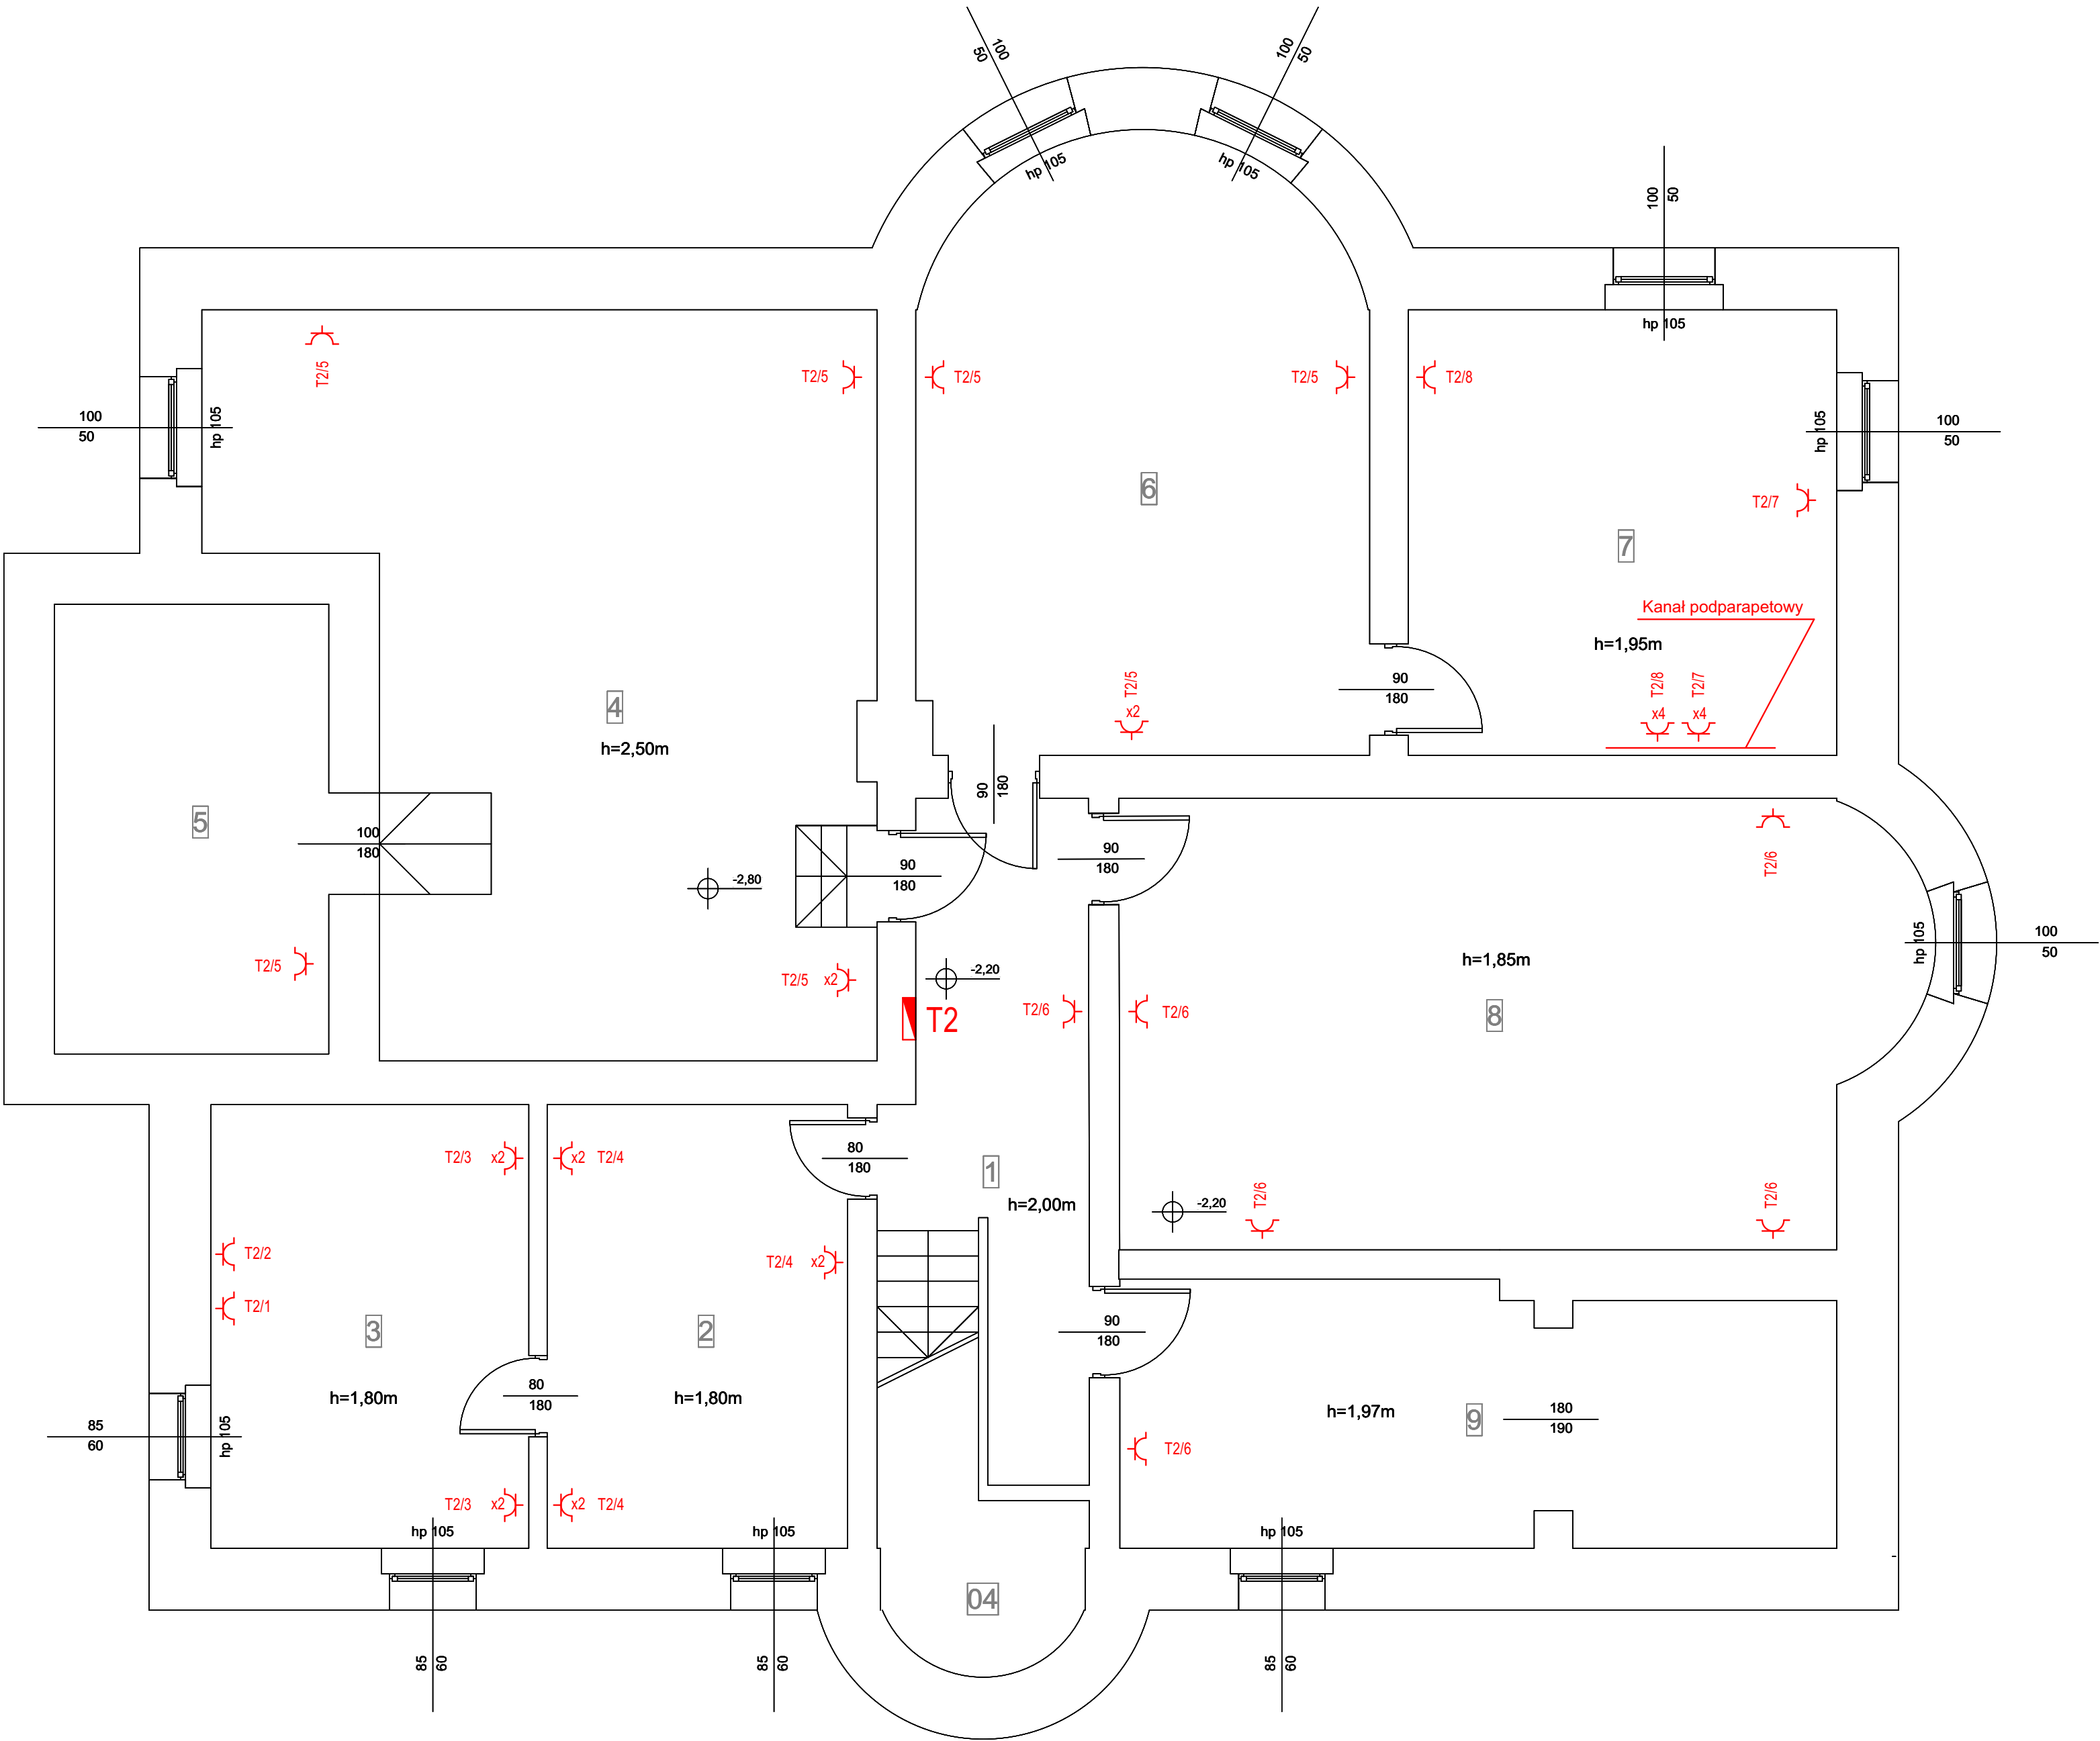 100
50
100
50
hp 105
hp 105
100
50
hp 105
T2/5
T2/5
T2/5
T2/5
T2/8
100
50
hp 105
hp 105
100
50
6
T2/7
7
Kanał podparapetowy
h=1,95m
T2/5
x2
T2/8
x4
T2/7
x4
90
180
4
h=2,50m
90
180
5
100
180
-2,80
90
180
90
180
T2/6
hp 105
100
50
h=1,85m
8
T2/5
T2/5 x2
-2,20
T2
T2/6
T2/6
T2/3 x2
x2 T2/4
80
180
1
h=2,00m
-2,20
T2/6
T2/6
T2/2
T2/1
T2/4 x2
3
2
90
180
h=1,80m
80
180
h=1,80m
h=1,97m
9
180
190
85
60
hp 105
T2/6
T2/3 x2
x2 T2/4
hp 105
hp 105
hp 105
04
85
60
85
60
85
60